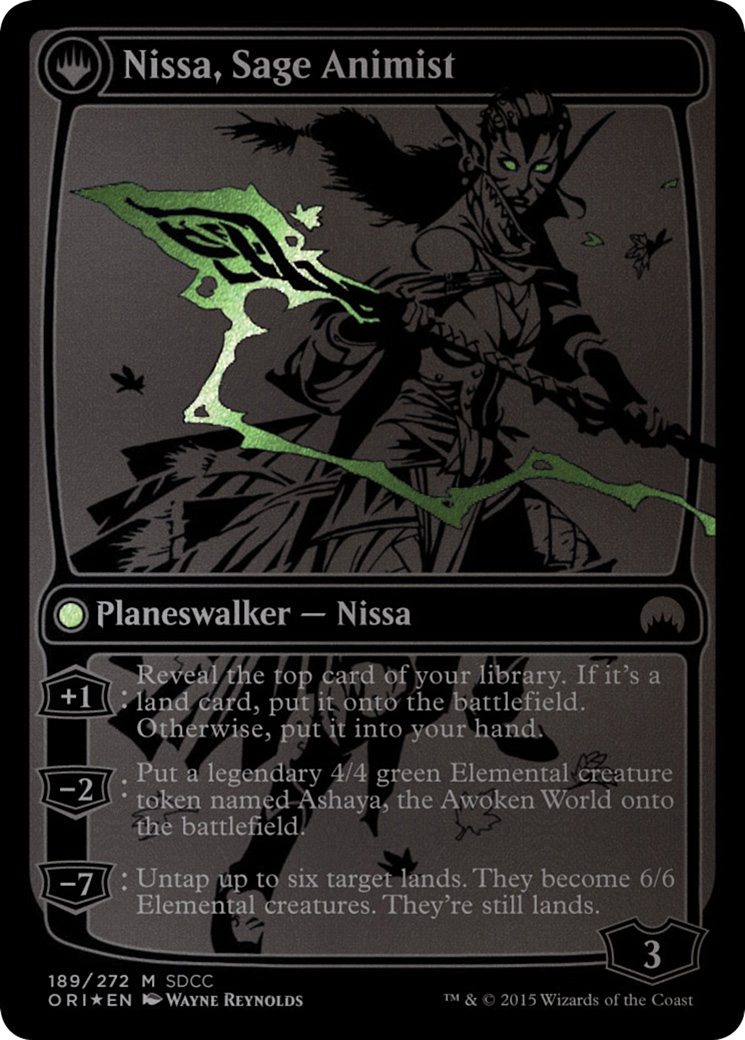 Nissa, Sage Animist
Planeswalker — Nissa
+1 : Reveal the top card of your library. If it's a
land card, put it onto the battlefield.
Otherwise, put it into your hand.
−2 : Put a legendary 4/4 green Elemental creature
token named Ashaya, the Awoken World onto
the battlefield.
−7 : Untap up to six target lands. They become 6/6
Elemental creatures. They're still lands.
3
189/272 M SDCC
ORI★EN Wayne Reynolds
™ & © 2015 Wizards of the Coast